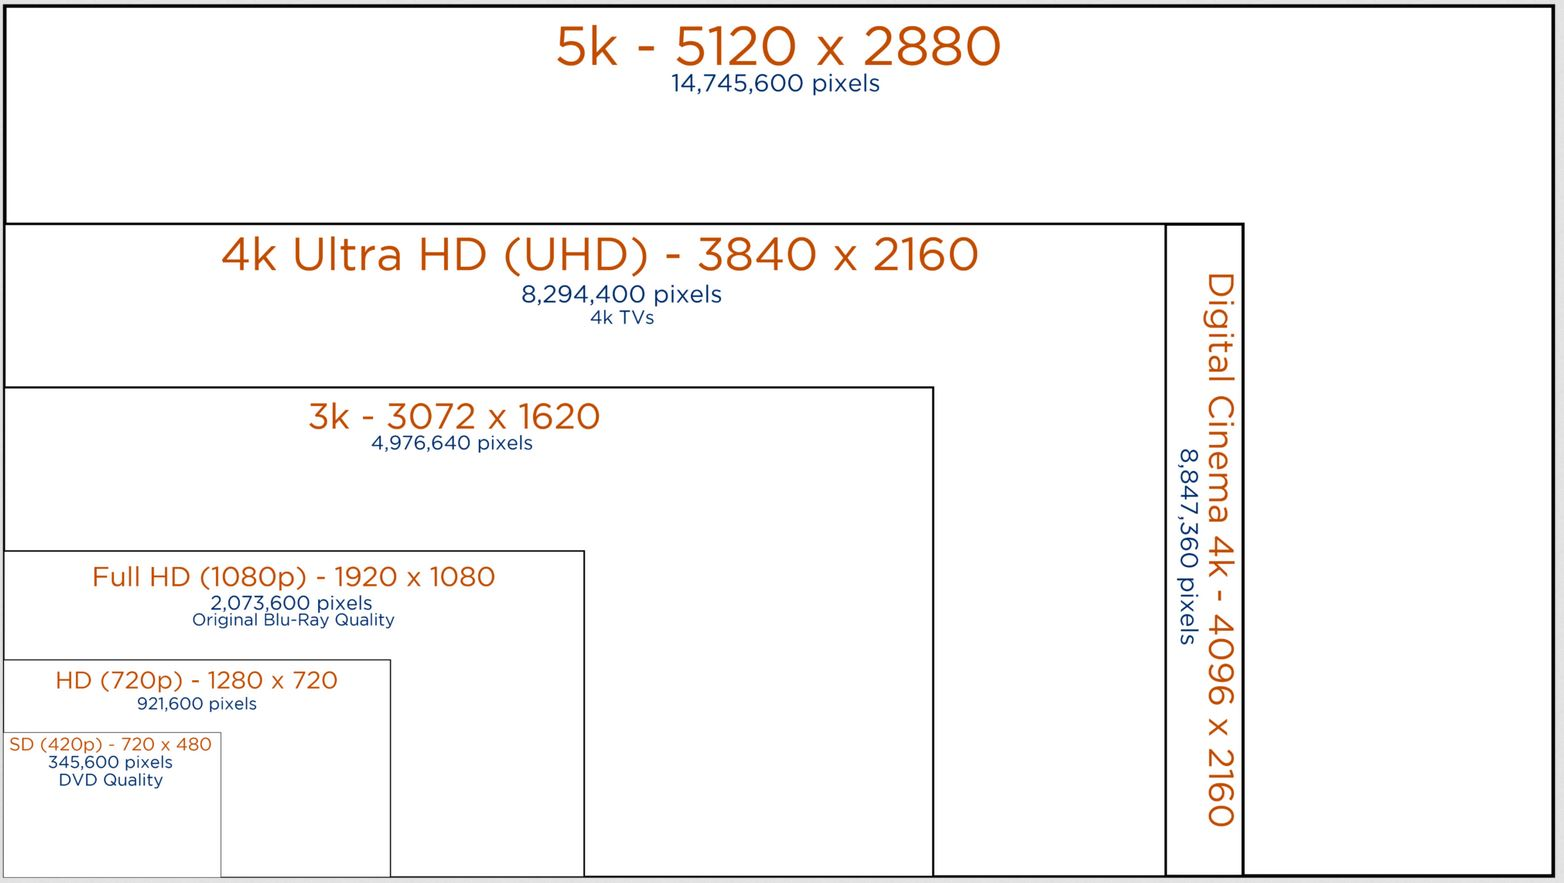 5k - 5120 x 2880
14,745,600 pixels
4k Ultra HD (UHD) - 3840 x 2160
8,294,400 pixels
4k TVs
Digital Cinema 4k - 4096 x 2160
8,847,360 pixels
3k - 3072 x 1620
4,976,640 pixels
Full HD (1080p) - 1920 x 1080
2,073,600 pixels
Original Blu-Ray Quality
HD (720p) - 1280 x 720
921,600 pixels
SD (420p) - 720 x 480
345,600 pixels
DVD Quality